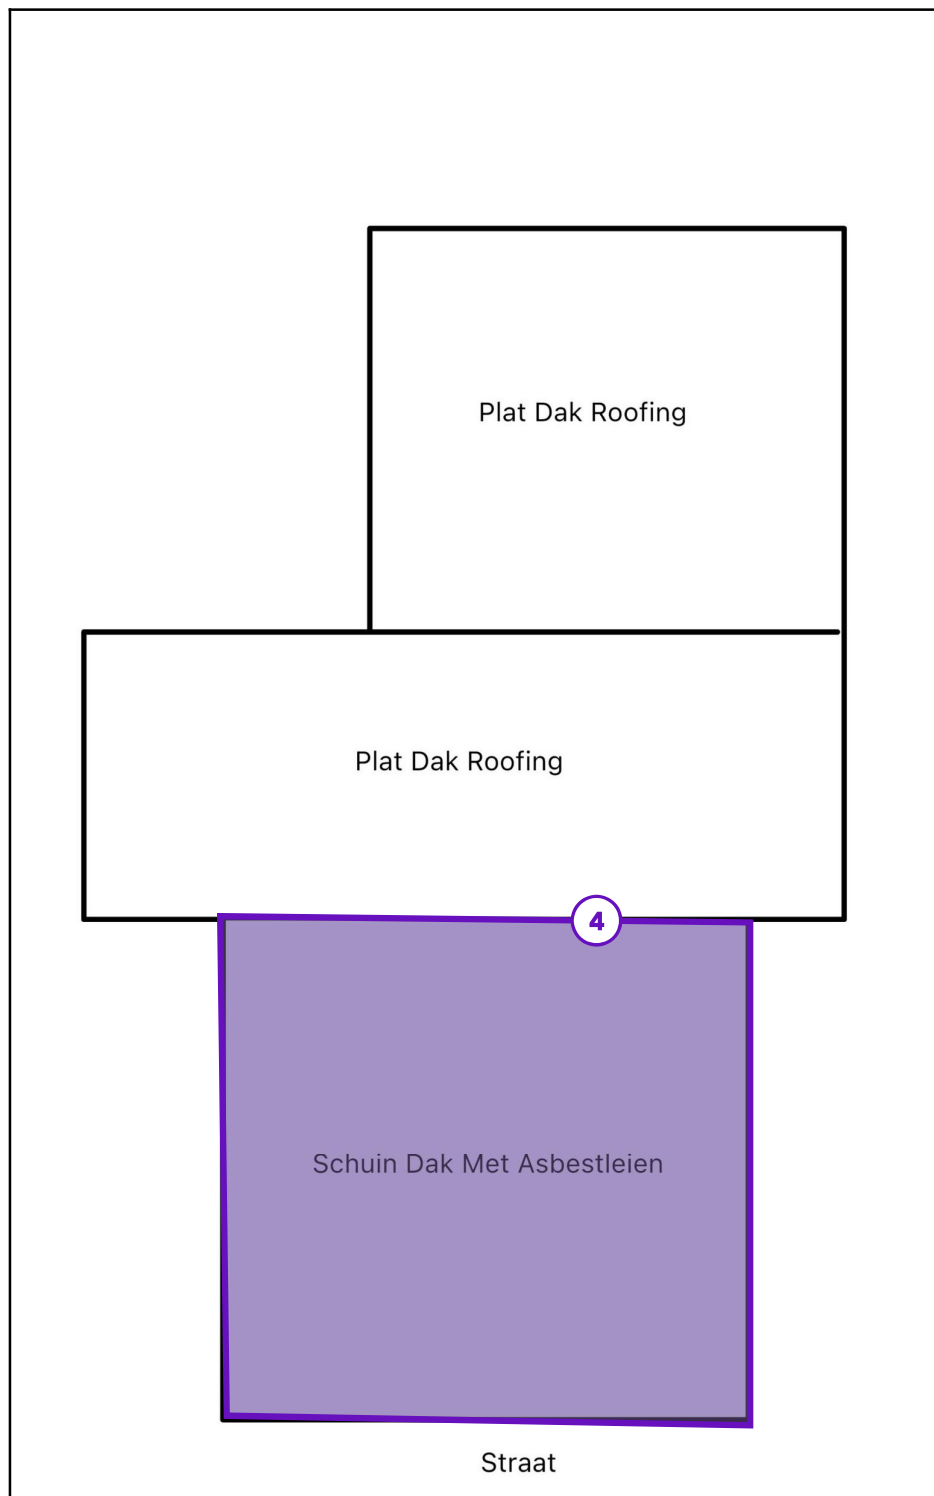 Plat Dak Roofing
Plat Dak Roofing
4
Schuin Dak Met Asbestleien
Straat